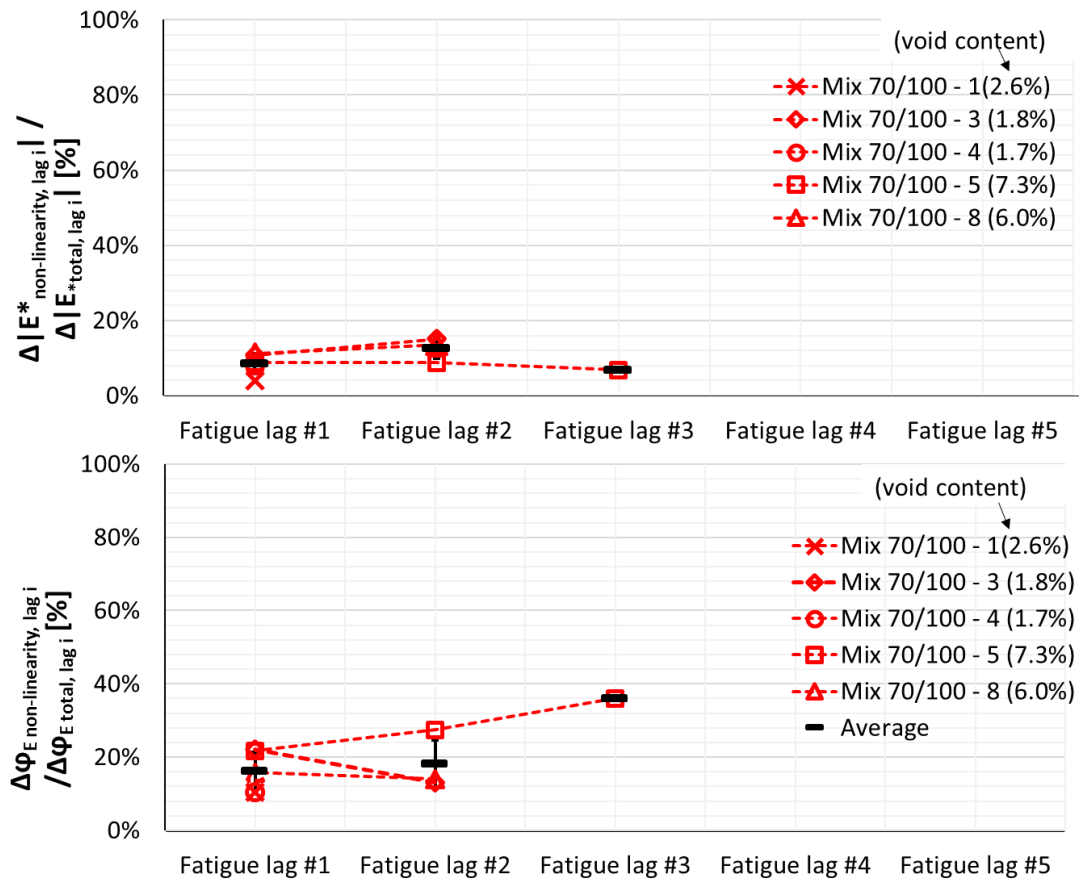 100%
80%
60%
40%
20%
0%
Δ|E*non-linearity, lag i| /
Δ|E*total, lag i| [%]
(void content)
Mix 70/100 - 1(2.6%)
Mix 70/100 - 3 (1.8%)
Mix 70/100 - 4 (1.7%)
Mix 70/100 - 5 (7.3%)
Mix 70/100 - 8 (6.0%)
Fatigue lag #1 Fatigue lag #2 Fatigue lag #3 Fatigue lag #4 Fatigue lag #5
100%
80%
60%
40%
20%
0%
ΔφE non-linearity, lag i
/ΔφE total, lag i [%]
(void content)
Mix 70/100 - 1(2.6%)
Mix 70/100 - 3 (1.8%)
Mix 70/100 - 4 (1.7%)
Mix 70/100 - 5 (7.3%)
Mix 70/100 - 8 (6.0%)
Average
Fatigue lag #1 Fatigue lag #2 Fatigue lag #3 Fatigue lag #4 Fatigue lag #5